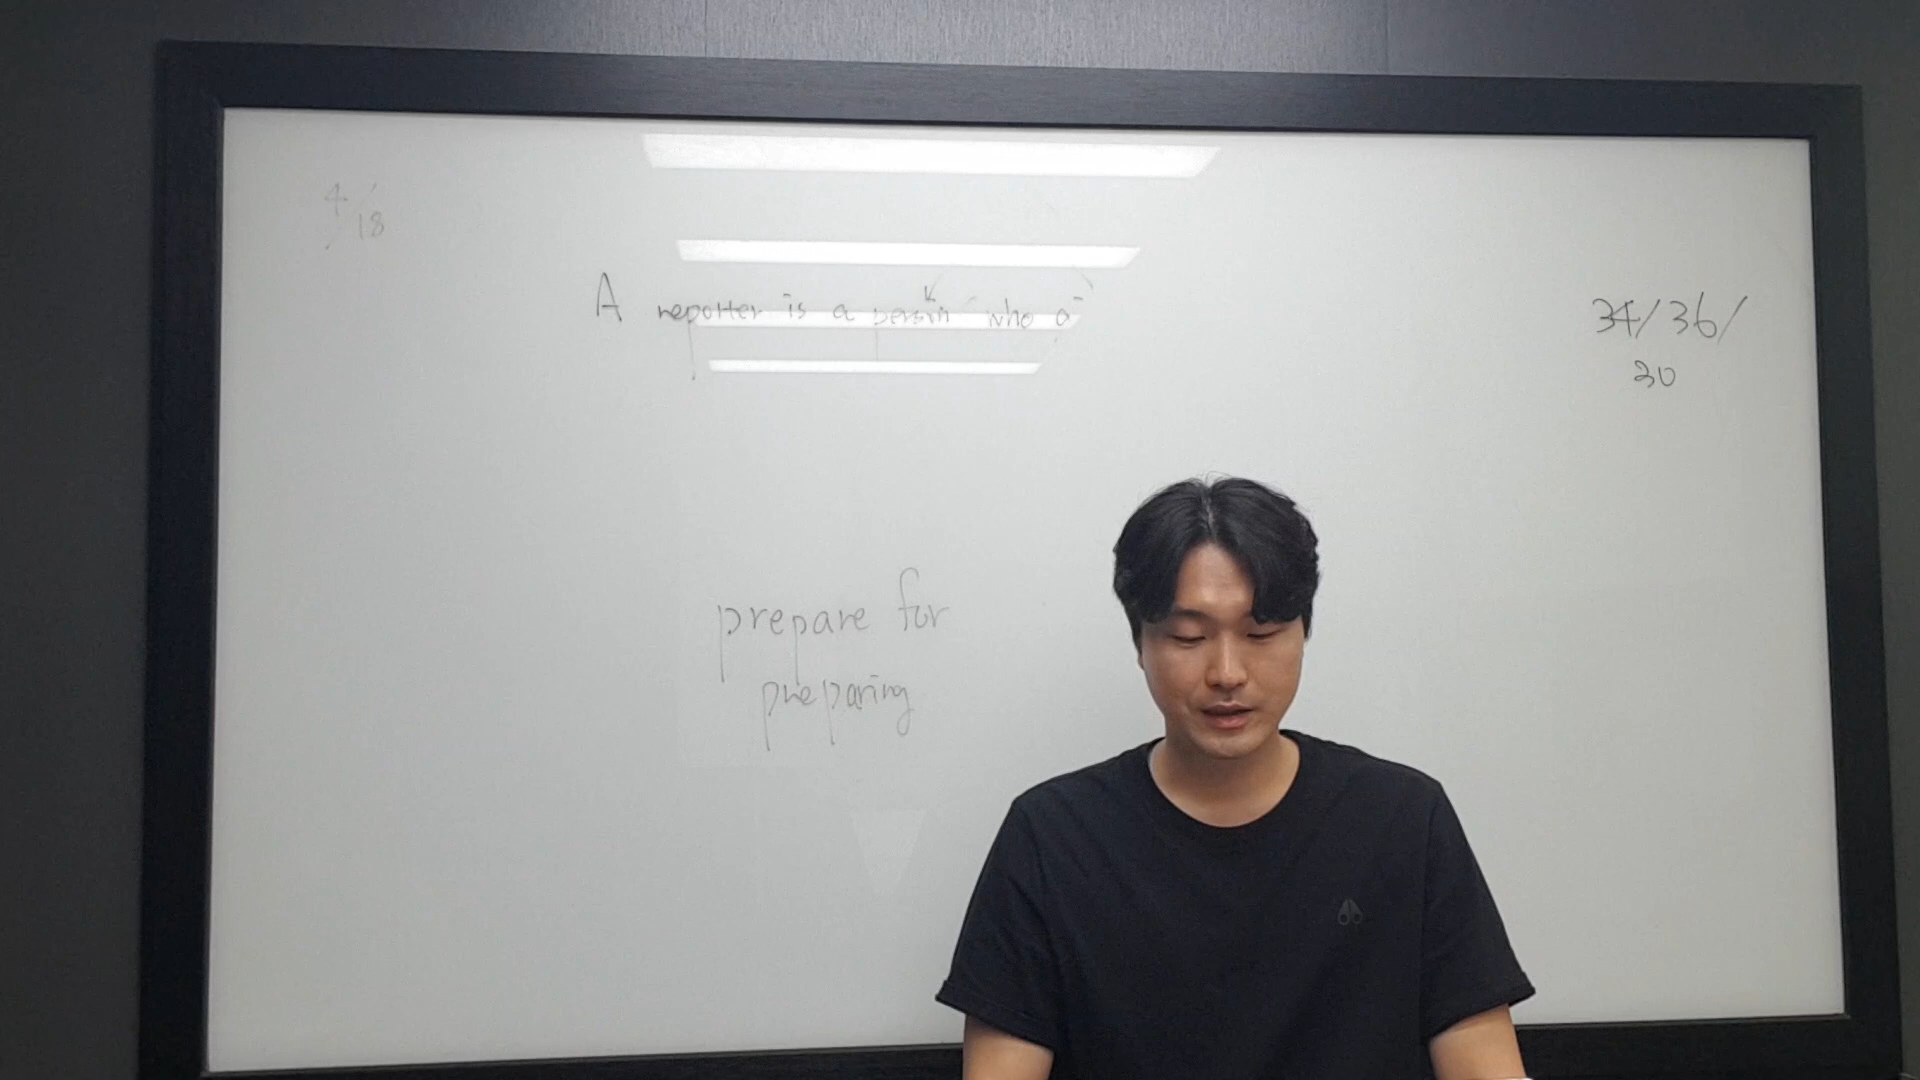 4/18
A reporter is a person who
34/36/
30
prepare for
preparing